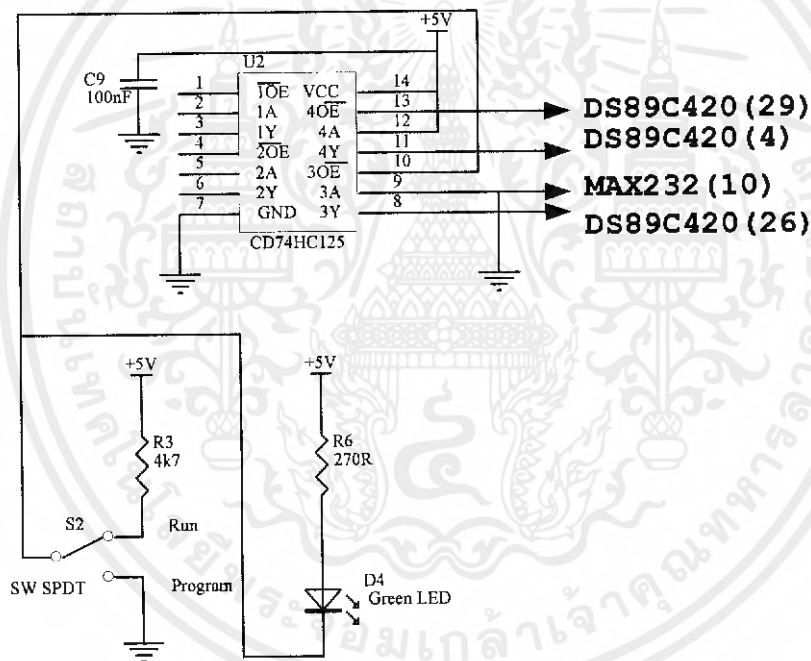 +5V
U2
C9
100nF
1 1OE VCC 14
2 1A 4OE 13
3 1Y 4A 12
4 2OE 4Y 11
5 2A 3OE 10
6 2Y 3A 9
7 GND 3Y 8
CD74HC125
DS89C420(29)
DS89C420(4)
MAX232(10)
DS89C420(26)
+5V
+5V
R3
4k7
R6
270R
S2
Run
SW SPDT
Program
D4
Green LED